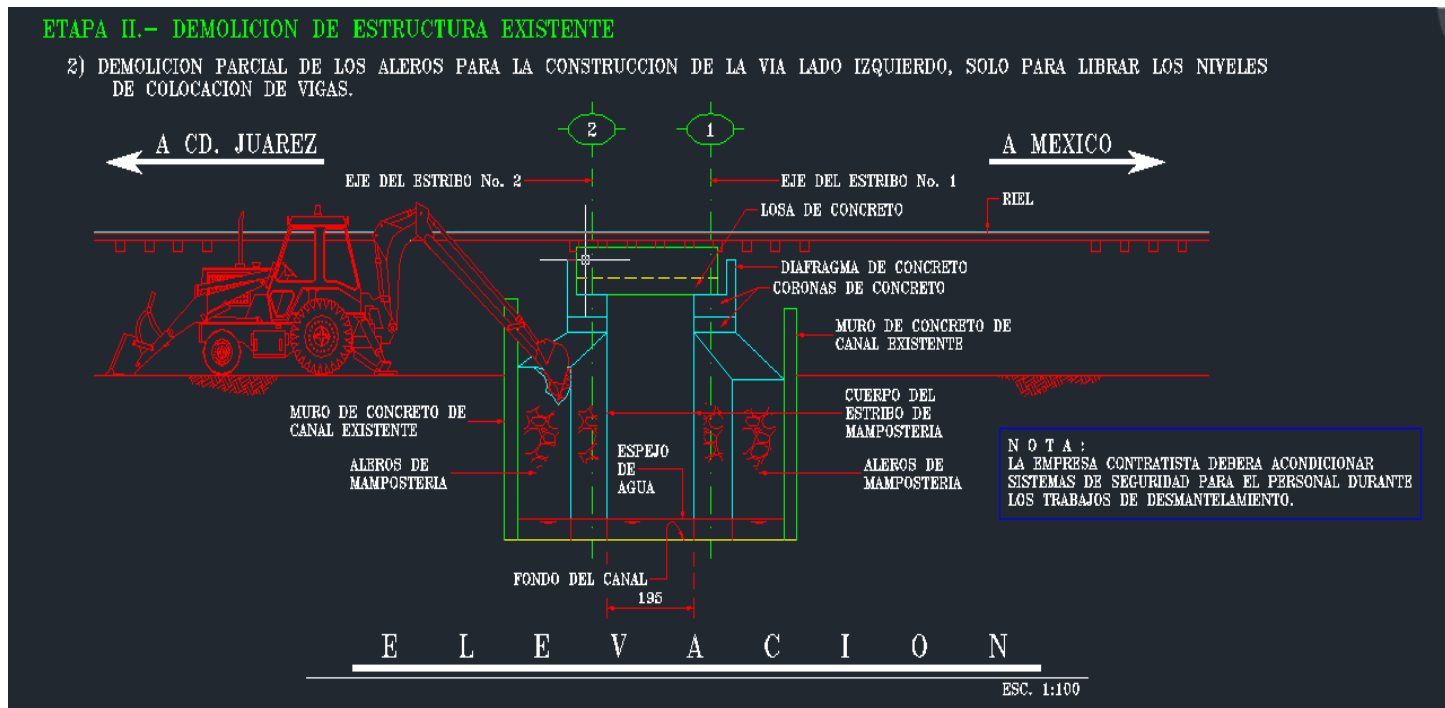 ETAPA II.- DEMOLICION DE ESTRUCTURA EXISTENTE
2) DEMOLICION PARCIAL DE LOS ALEROS PARA LA CONSTRUCCION DE LA VIA LADO IZQUIERDO, SOLO PARA LIBRAR LOS NIVELES
DE COLOCACION DE VIGAS.
2
1
A CD. JUAREZ
A MEXICO
EJE DEL ESTRIBO No. 2
EJE DEL ESTRIBO No. 1
RIEL
LOSA DE CONCRETO
DIAFRAGMA DE CONCRETO
CORONAS DE CONCRETO
MURO DE CONCRETO DE
CANAL EXISTENTE
MURO DE CONCRETO DE
CANAL EXISTENTE
CUERPO DEL
ESTRIBO DE
MAMPOSTERIA
ALEROS DE
MAMPOSTERIA
ESPEJO
DE
AGUA
ALEROS DE
MAMPOSTERIA
N O T A :
LA EMPRESA CONTRATISTA DEBERA ACONDICIONAR
SISTEMAS DE SEGURIDAD PARA EL PERSONAL DURANTE
LOS TRABAJOS DE DESMANTELAMIENTO.
FONDO DEL CANAL
195
E L E V A C I O N
ESC. 1:100